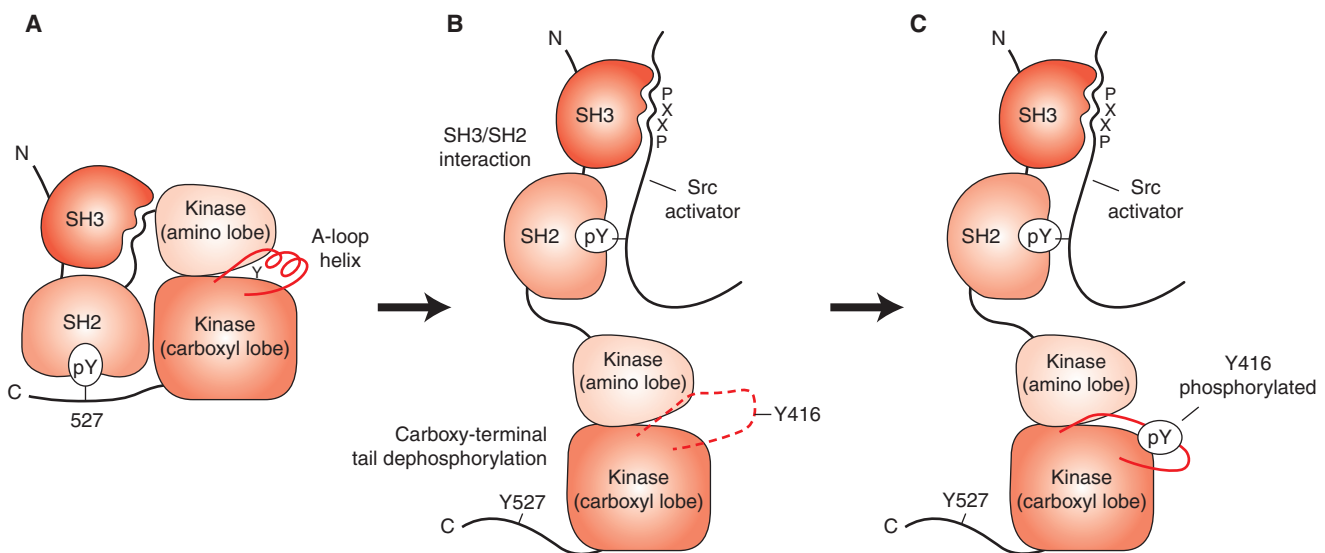 A
N
SH3
Kinase
(amino lobe)
A-loop
helix
Y
SH2
Kinase
(carboxyl lobe)
pY
C
527
B
N
SH3
P
X
X
P
SH3/SH2
interaction
Src
activator
SH2
pY
Kinase
(amino lobe)
Y416
Carboxy-terminal
tail dephosphorylation
Kinase
(carboxyl lobe)
Y527
C
C
N
SH3
P
X
X
P
Src
activator
SH2
pY
Kinase
(amino lobe)
Y416
phosphorylated
pY
Kinase
(carboxyl lobe)
Y527
C